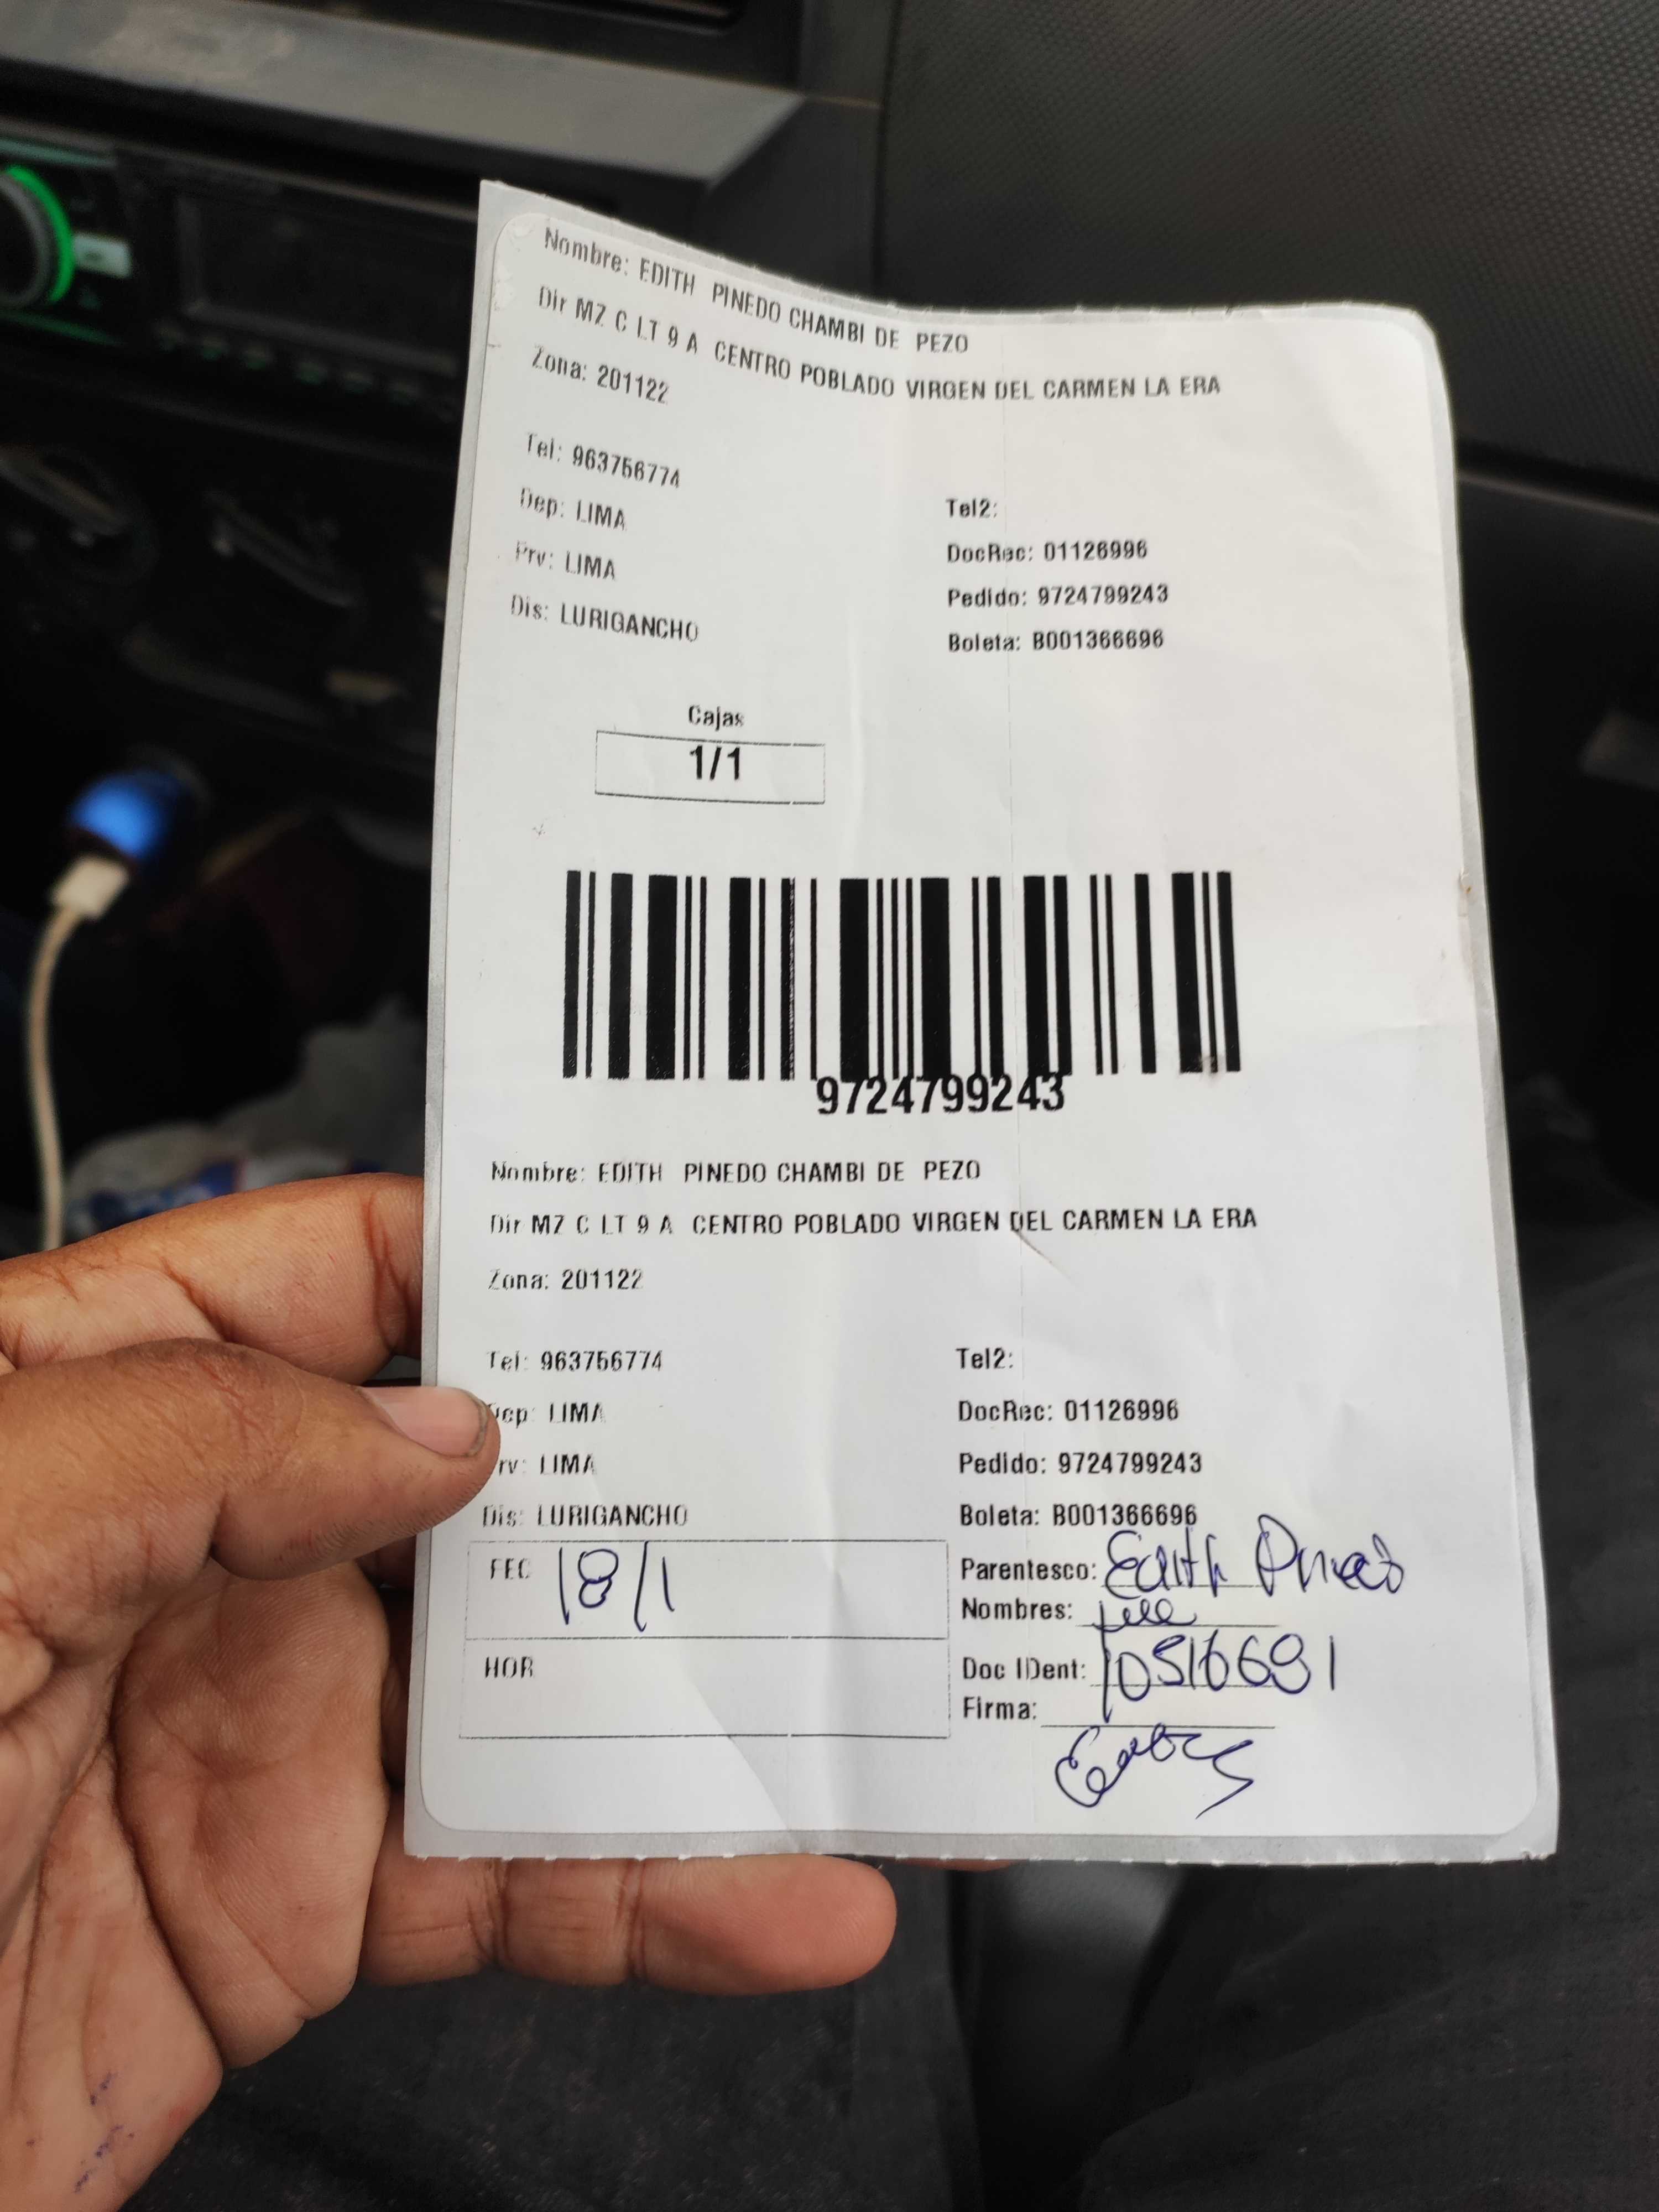 Nombre: EDITH PINEDO CHAMBI DE PEZO
Dir MZ C LT 9 A CENTRO POBLADO VIRGEN DEL CARMEN LA ERA
Zona: 201122
Tel: 963756774
Tel2:
Dep: LIMA
DocRec: 01126996
Prv: LIMA
Pedido: 9724799243
Dis: LURIGANCHO
Boleta: B001366696
Cajas
1/1
9724799243
Nombre: EDITH PINEDO CHAMBI DE PEZO
Dir MZ C LT 9 A CENTRO POBLADO VIRGEN DEL CARMEN LA ERA
Zona: 201122
Tel: 963756774 Tel2:
Dep: LIMA DocRec: 01126996
rv: LIMA Pedido: 9724799243
Dis: LURIGANCHO Boleta: B001366696
FEC 18/1 Parentesco: Edith
Nombres:
HOR Doc IDent: 10516691
Firma: